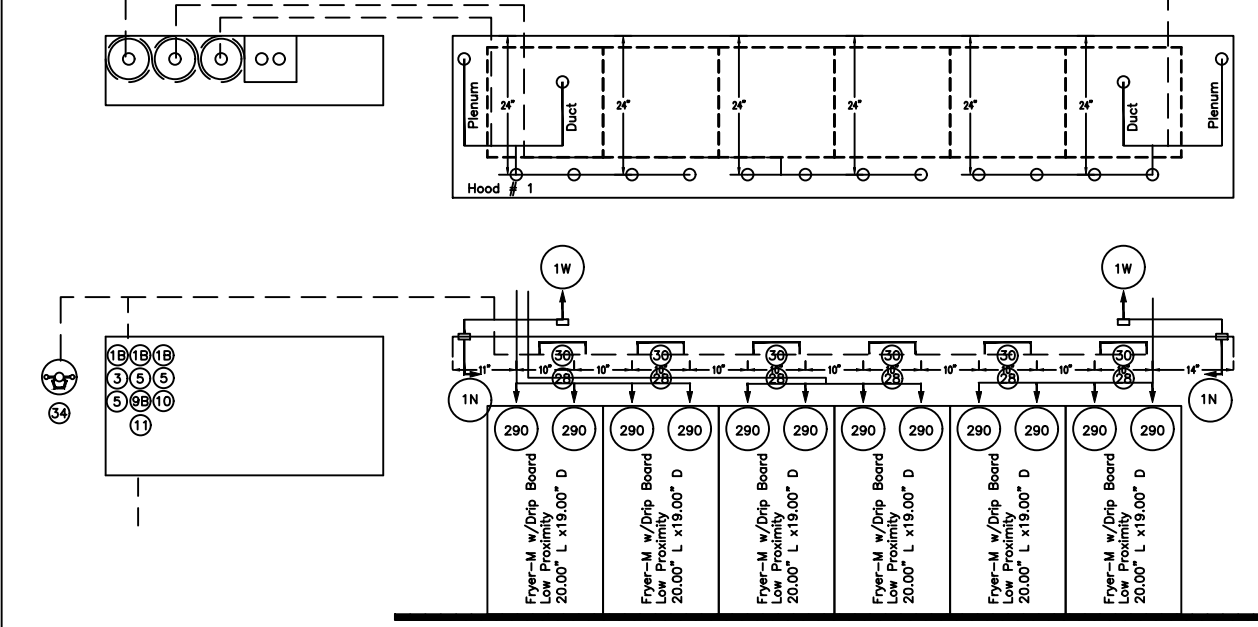 Plenum
24"
Duct
24"
24"
24"
24"
24"
Duct
Plenum
Hood # 1
1W
1W
1B 1B 1B
3 5 5
5 9B 10
11
34
30 30 30 30 30 30
11" 10" 10" 10" 10" 10" 10" 10" 10" 10" 10" 14"
28 28 28 28 28 28
1N
1N
290 290 290 290 290 290 290 290 290 290 290 290
Fryer-M w/Drip Board
Low Proximity
20.00" L x19.00" D
Fryer-M w/Drip Board
Low Proximity
20.00" L x19.00" D
Fryer-M w/Drip Board
Low Proximity
20.00" L x19.00" D
Fryer-M w/Drip Board
Low Proximity
20.00" L x19.00" D
Fryer-M w/Drip Board
Low Proximity
20.00" L x19.00" D
Fryer-M w/Drip Board
Low Proximity
20.00" L x19.00" D